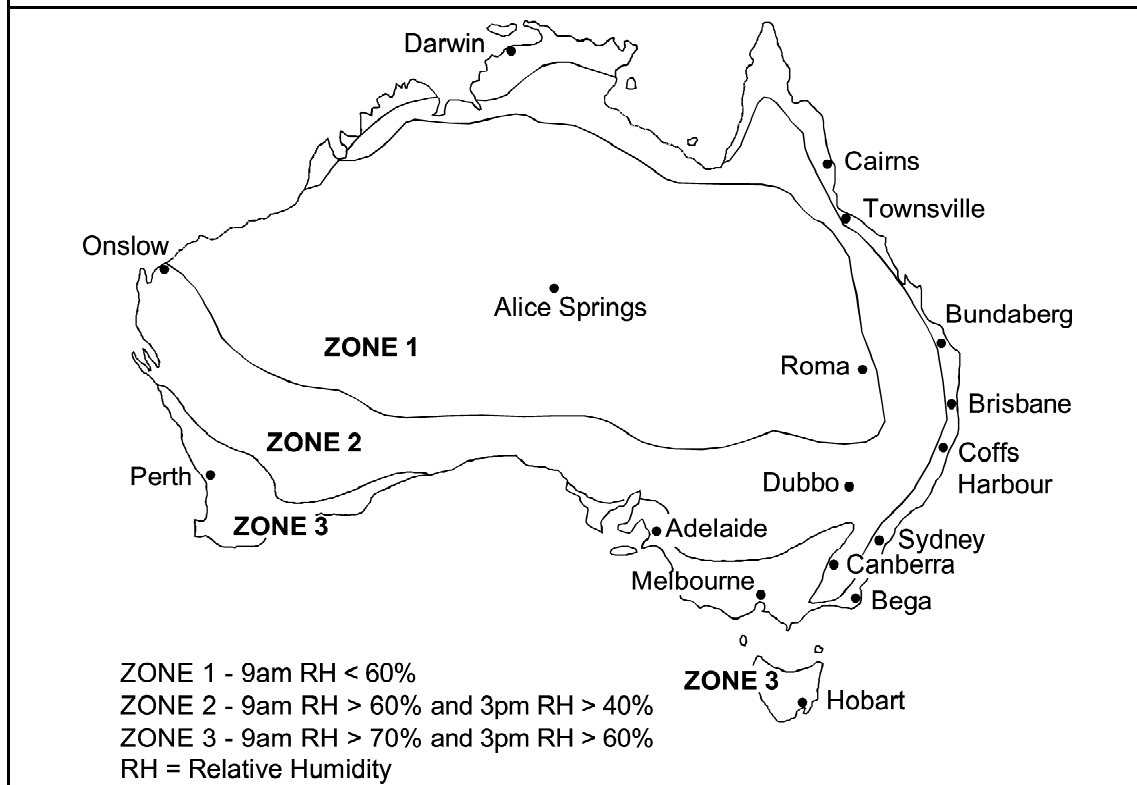 Darwin
Cairns
Townsville
Onslow
Alice Springs
Bundaberg
ZONE 1
Roma
Brisbane
ZONE 2
Coffs
Harbour
Perth
Dubbo
ZONE 3
Adelaide
Sydney
Canberra
Melbourne
Bega
ZONE 1 - 9am RH < 60%
ZONE 3
ZONE 2 - 9am RH > 60% and 3pm RH > 40%
Hobart
ZONE 3 - 9am RH > 70% and 3pm RH > 60%
RH = Relative Humidity